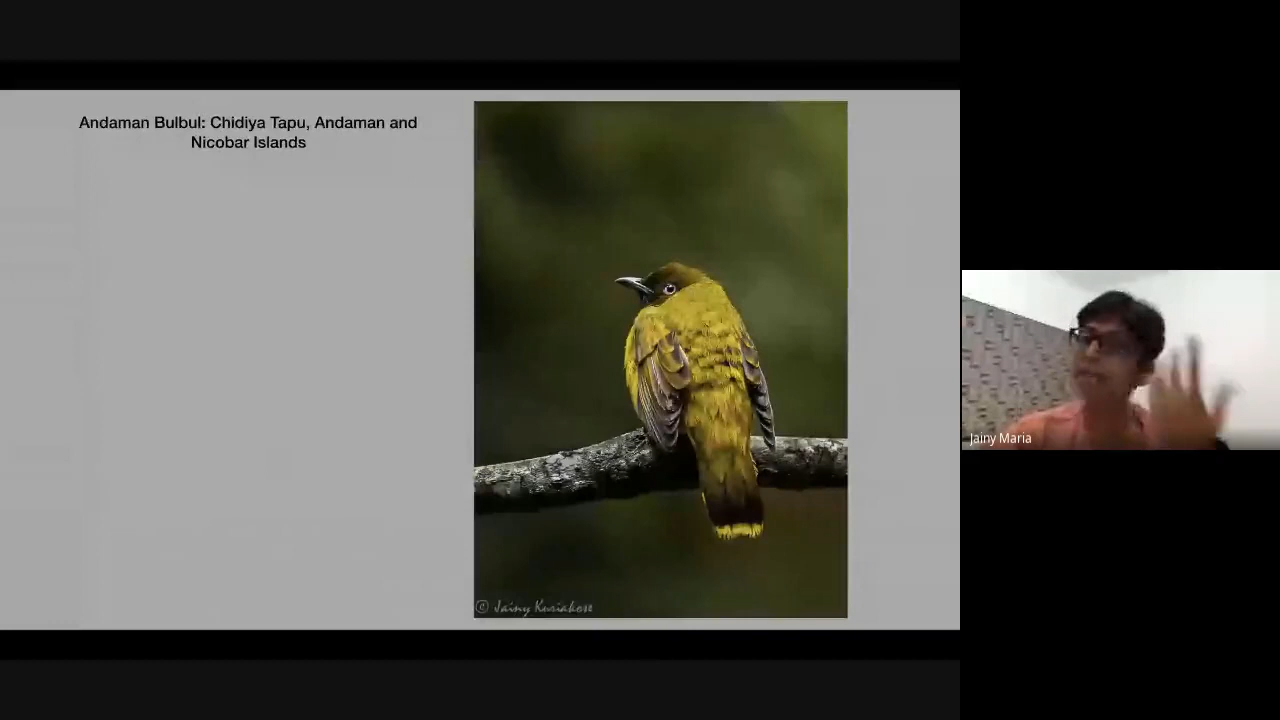 Andaman Bulbul: Chidiya Tapu, Andaman and
Nicobar Islands
© Jainy Kuriakose
Jainy Maria